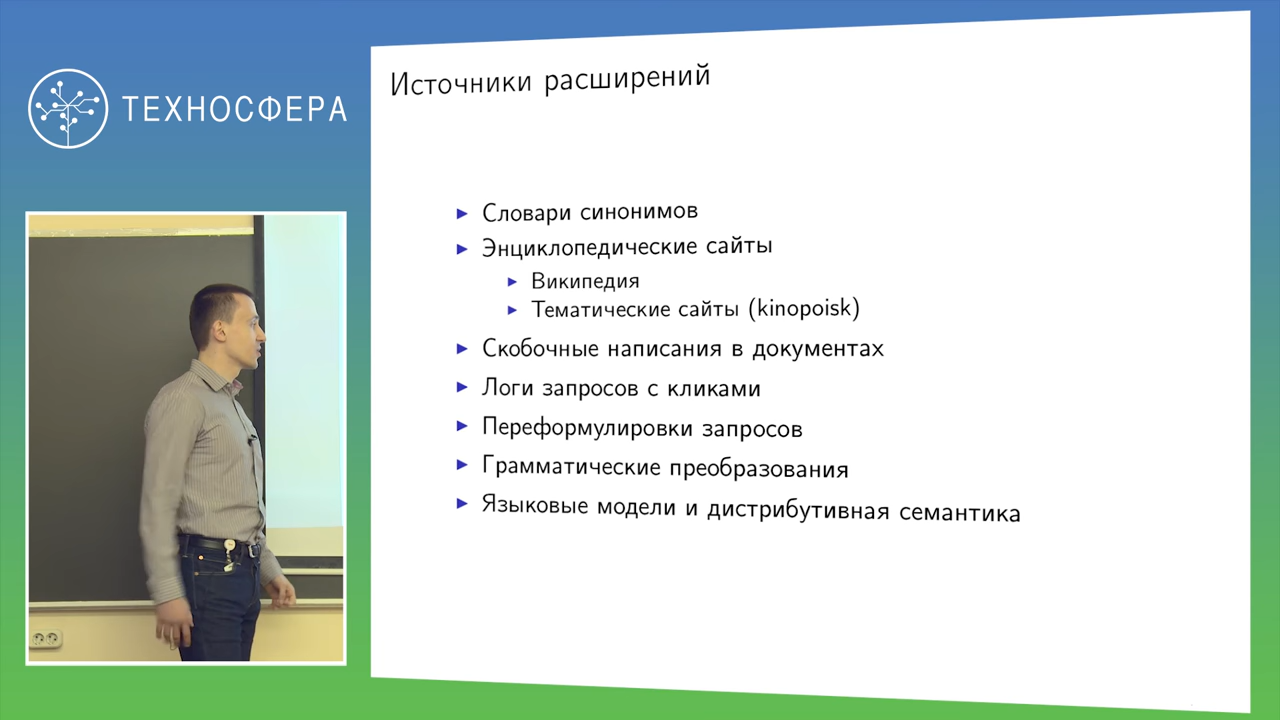 ТЕХНОСФЕРА
Источники расширений
Словари синонимов
Энциклопедические сайты
Википедия
Тематические сайты (kinopoisk)
Скобочные написания в документах
Логи запросов с кликами
Переформулировки запросов
Грамматические преобразования
Языковые модели и дистрибутивная семантика